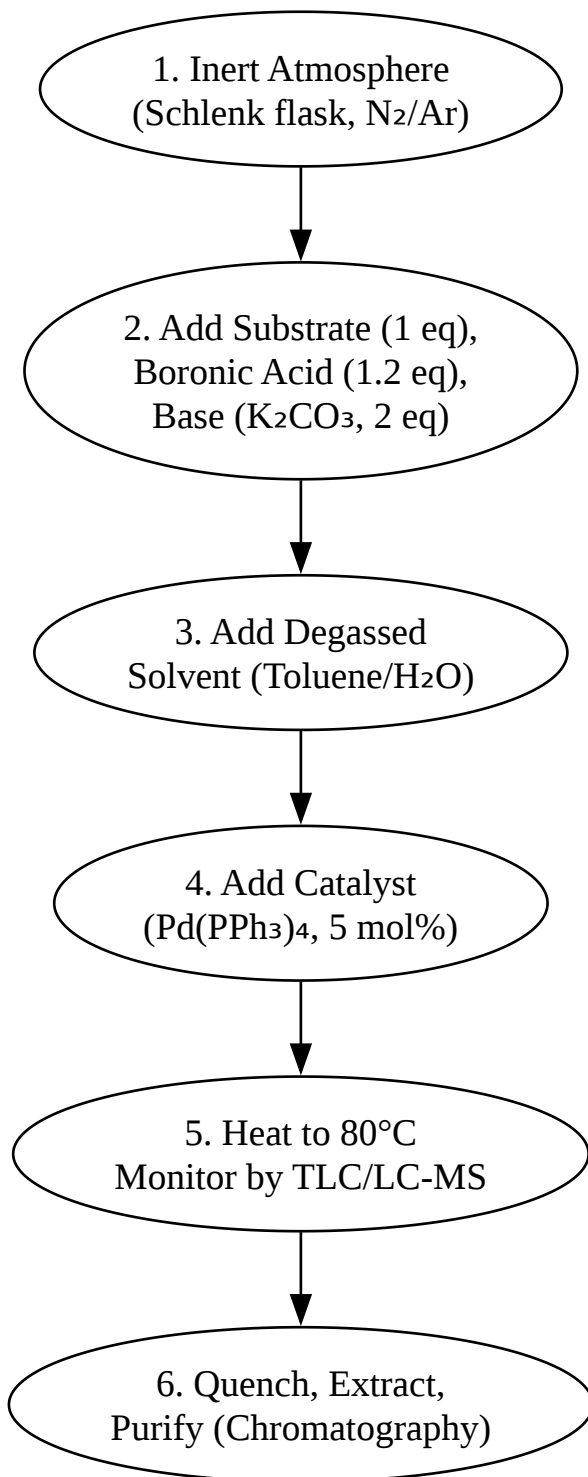 1. Inert Atmosphere
(Schlenk flask, N₂/Ar)
2. Add Substrate (1 eq),
Boronic Acid (1.2 eq),
Base (K₂CO₃, 2 eq)
3. Add Degassed
Solvent (Toluene/H₂O)
4. Add Catalyst
(Pd(PPh₃)₄, 5 mol%)
5. Heat to 80°C
Monitor by TLC/LC-MS
6. Quench, Extract,
Purify (Chromatography)